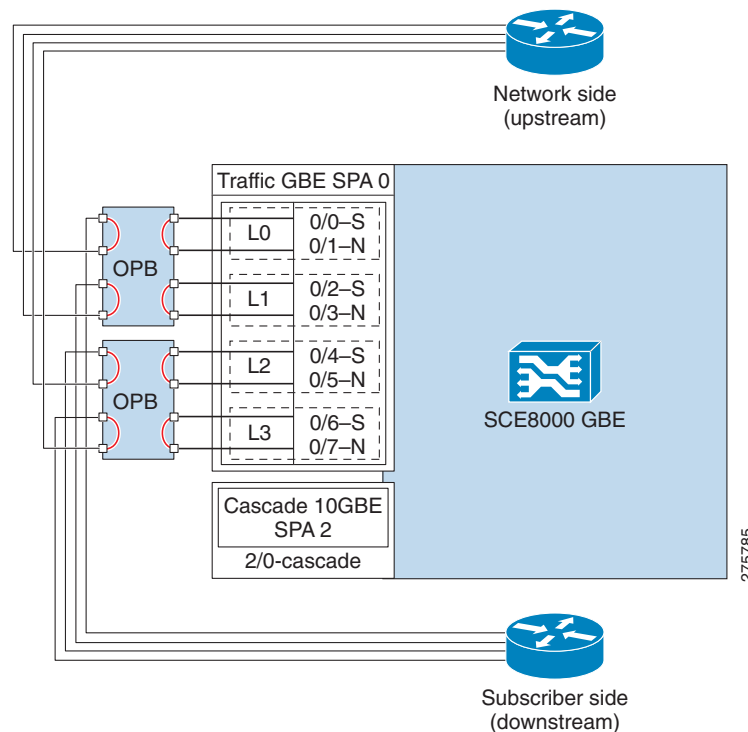 Network side
(upstream)
Traffic GBE SPA 0
L0
0/0–S
0/1–N
OPB
L1
0/2–S
0/3–N
L2
0/4–S
0/5–N
OPB
L3
0/6–S
0/7–N
SCE8000 GBE
Cascade 10GBE
SPA 2
2/0-cascade
275785
Subscriber side
(downstream)